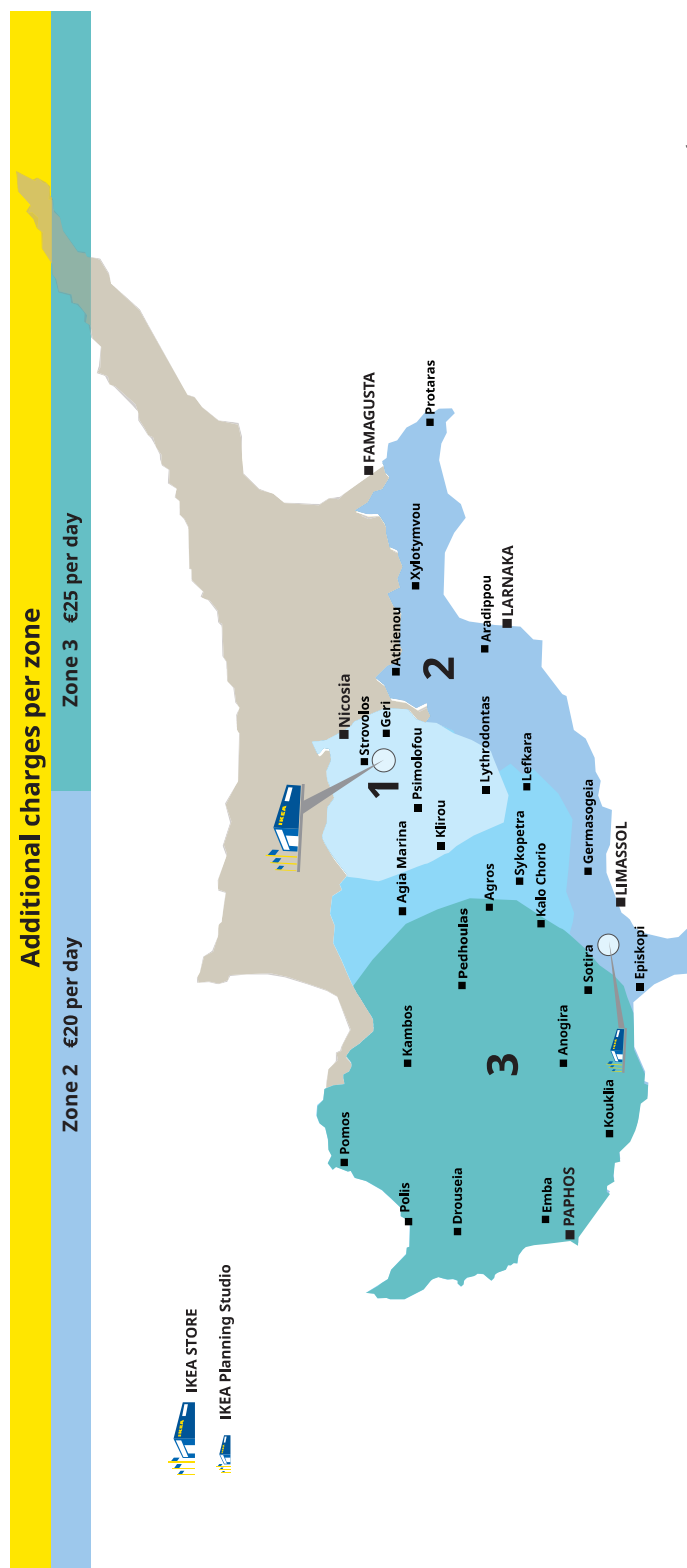 Additional charges per zone
Zone 2 €20 per day
Zone 3 €25 per day
IKEA STORE
IKEA Planning Studio
IKEA
FAMAGUSTA
Protaras
Xylotymvou
Nicosia
Strovolos
Geri
Athienou
Aradippou
LARNAKA
2
1
Psimolofou
Klirou
Lythrodontas
Lefkara
Agia Marina
Agros
Sykopetra
Kalo Chorio
Germasogeia
LIMASSOL
Pedhoulas
Kambos
3
Anogira
Sotira
Episkopi
Pomos
Polis
Drouseia
Emba
PAPHOS
Kouklia